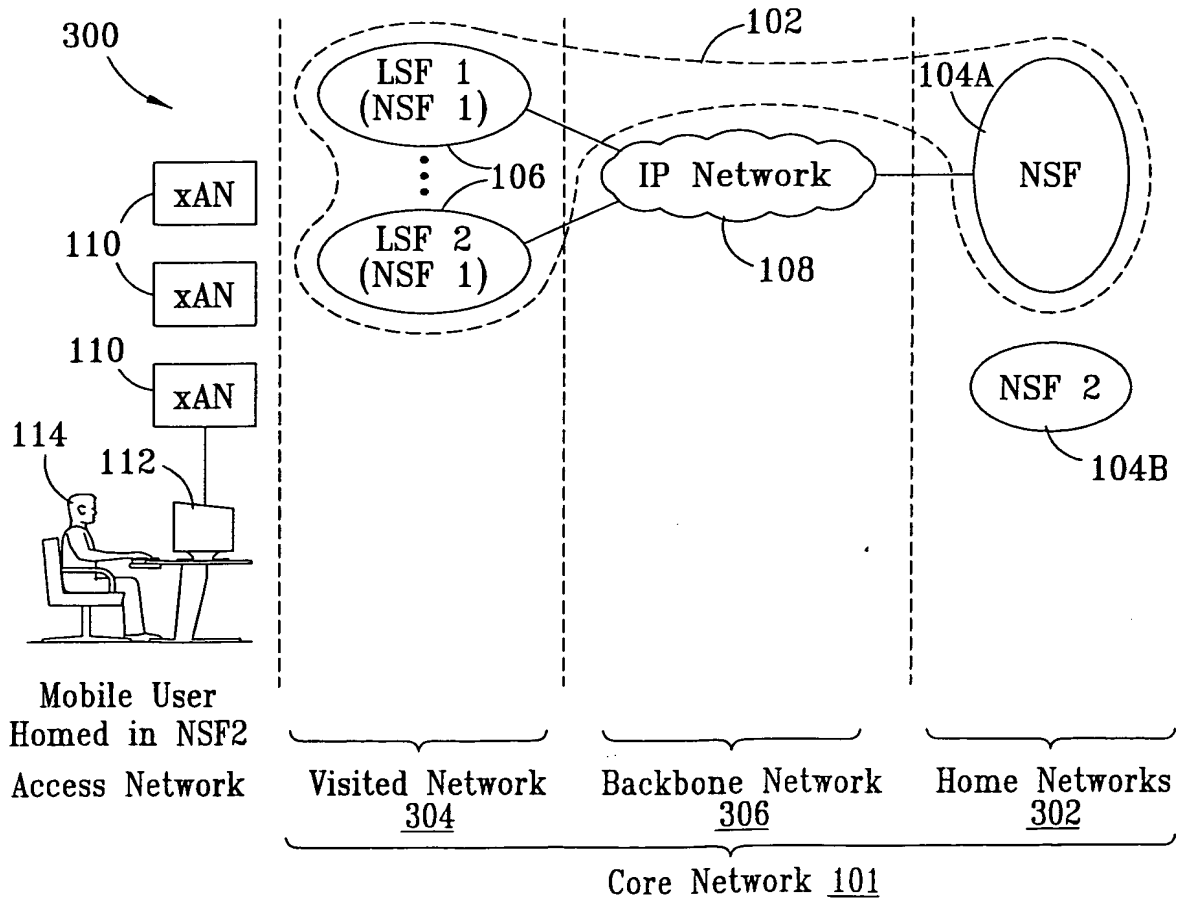 300
102
LSF 1
(NSF 1)
104A
xAN
106
IP Network
NSF
110
LSF 2
(NSF 1)
108
xAN
110
xAN
NSF 2
114
112
104B
Mobile User
Homed in NSF2
Access Network
Visited Network
304
Backbone Network
306
Home Networks
302
Core Network 101